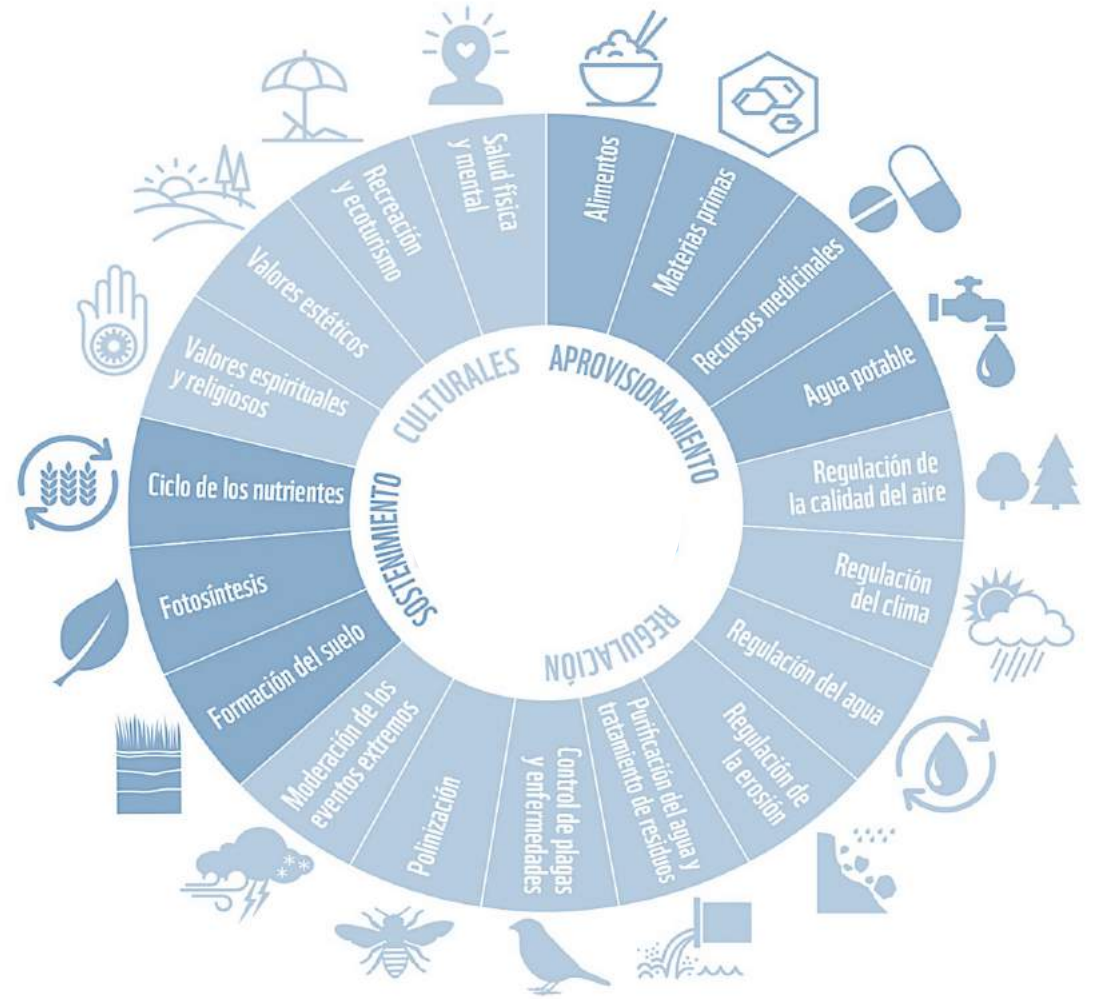 CULTURALES
APROVISIONAMIENTO
REGULACIÓN
SOSTENIMIENTO
Alimentos
Materias primas
Recursos medicinales
Agua potable
Regulación de
la calidad del aire
Regulación
del clima
Regulación del agua
Regulación de
la erosión
Purificación del agua y
tratamiento de residuos
Control de plagas
y enfermedades
Polinización
Moderación de los
eventos extremos
Formación del suelo
Fotosíntesis
Ciclo de los nutrientes
Valores espirituales
y religiosos
Valores estéticos
Recreación
y ecoturismo
Salud física
y mental